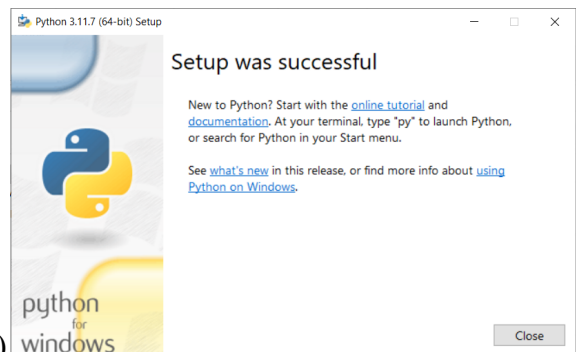 Python 3.11.7 (64-bit) Setup
Setup was successful
New to Python? Start with the online tutorial and
documentation. At your terminal, type "py" to launch Python,
or search for Python in your Start menu.
See what's new in this release, or find more info about using
Python on Windows.
python
for
windows
)
Close